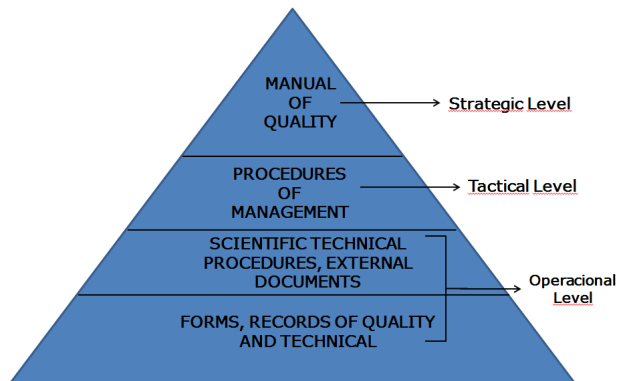 MANUAL
OF
QUALITY
Strategic Level
PROCEDURES
OF
MANAGEMENT
Tactical Level
SCIENTIFIC TECHNICAL
PROCEDURES, EXTERNAL
DOCUMENTS
Operacional
Level
FORMS, RECORDS OF QUALITY
AND TECHNICAL